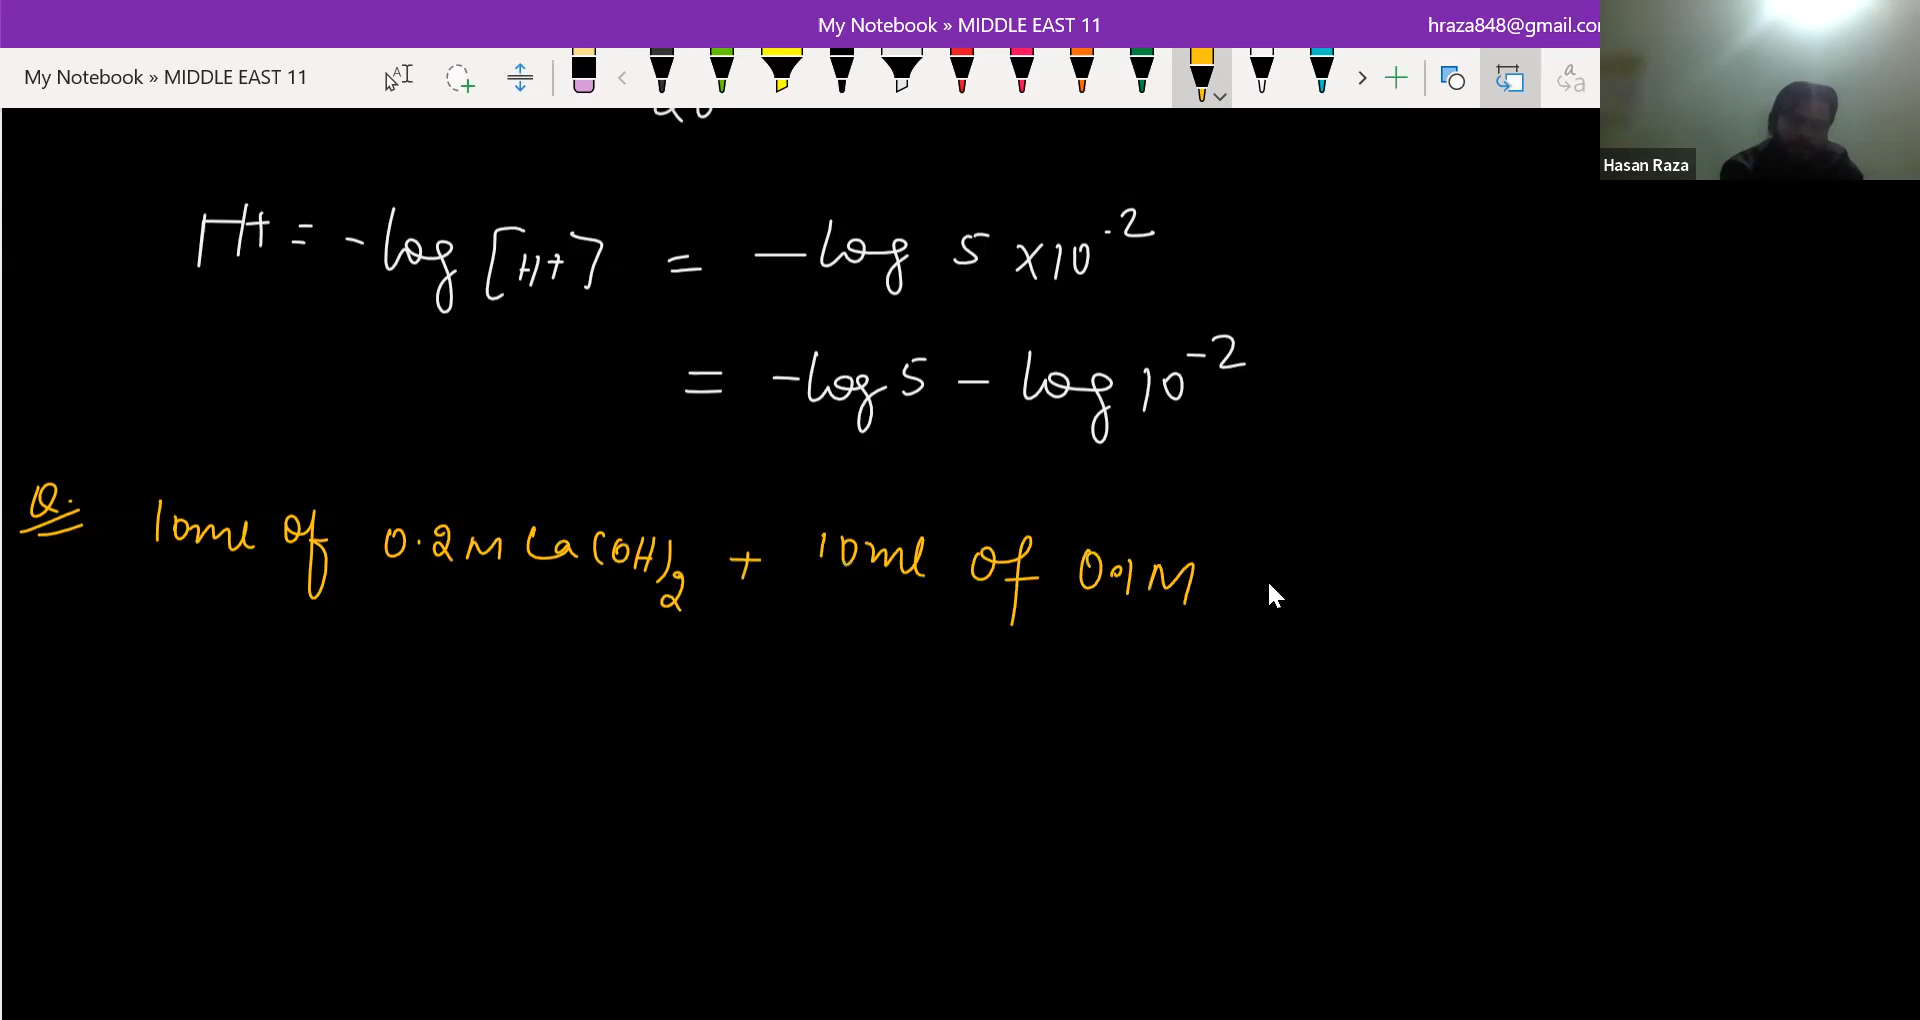 My Notebook » MIDDLE EAST 11
hraza848@gmail.co
My Notebook » MIDDLE EAST 11
Hasan Raza
H+ = -log [H+] = -log 5 x10-2
= -log 5 - log 10-2
Q. 10ml of 0.2M Ca(OH)2 + 10ml of 0.1M